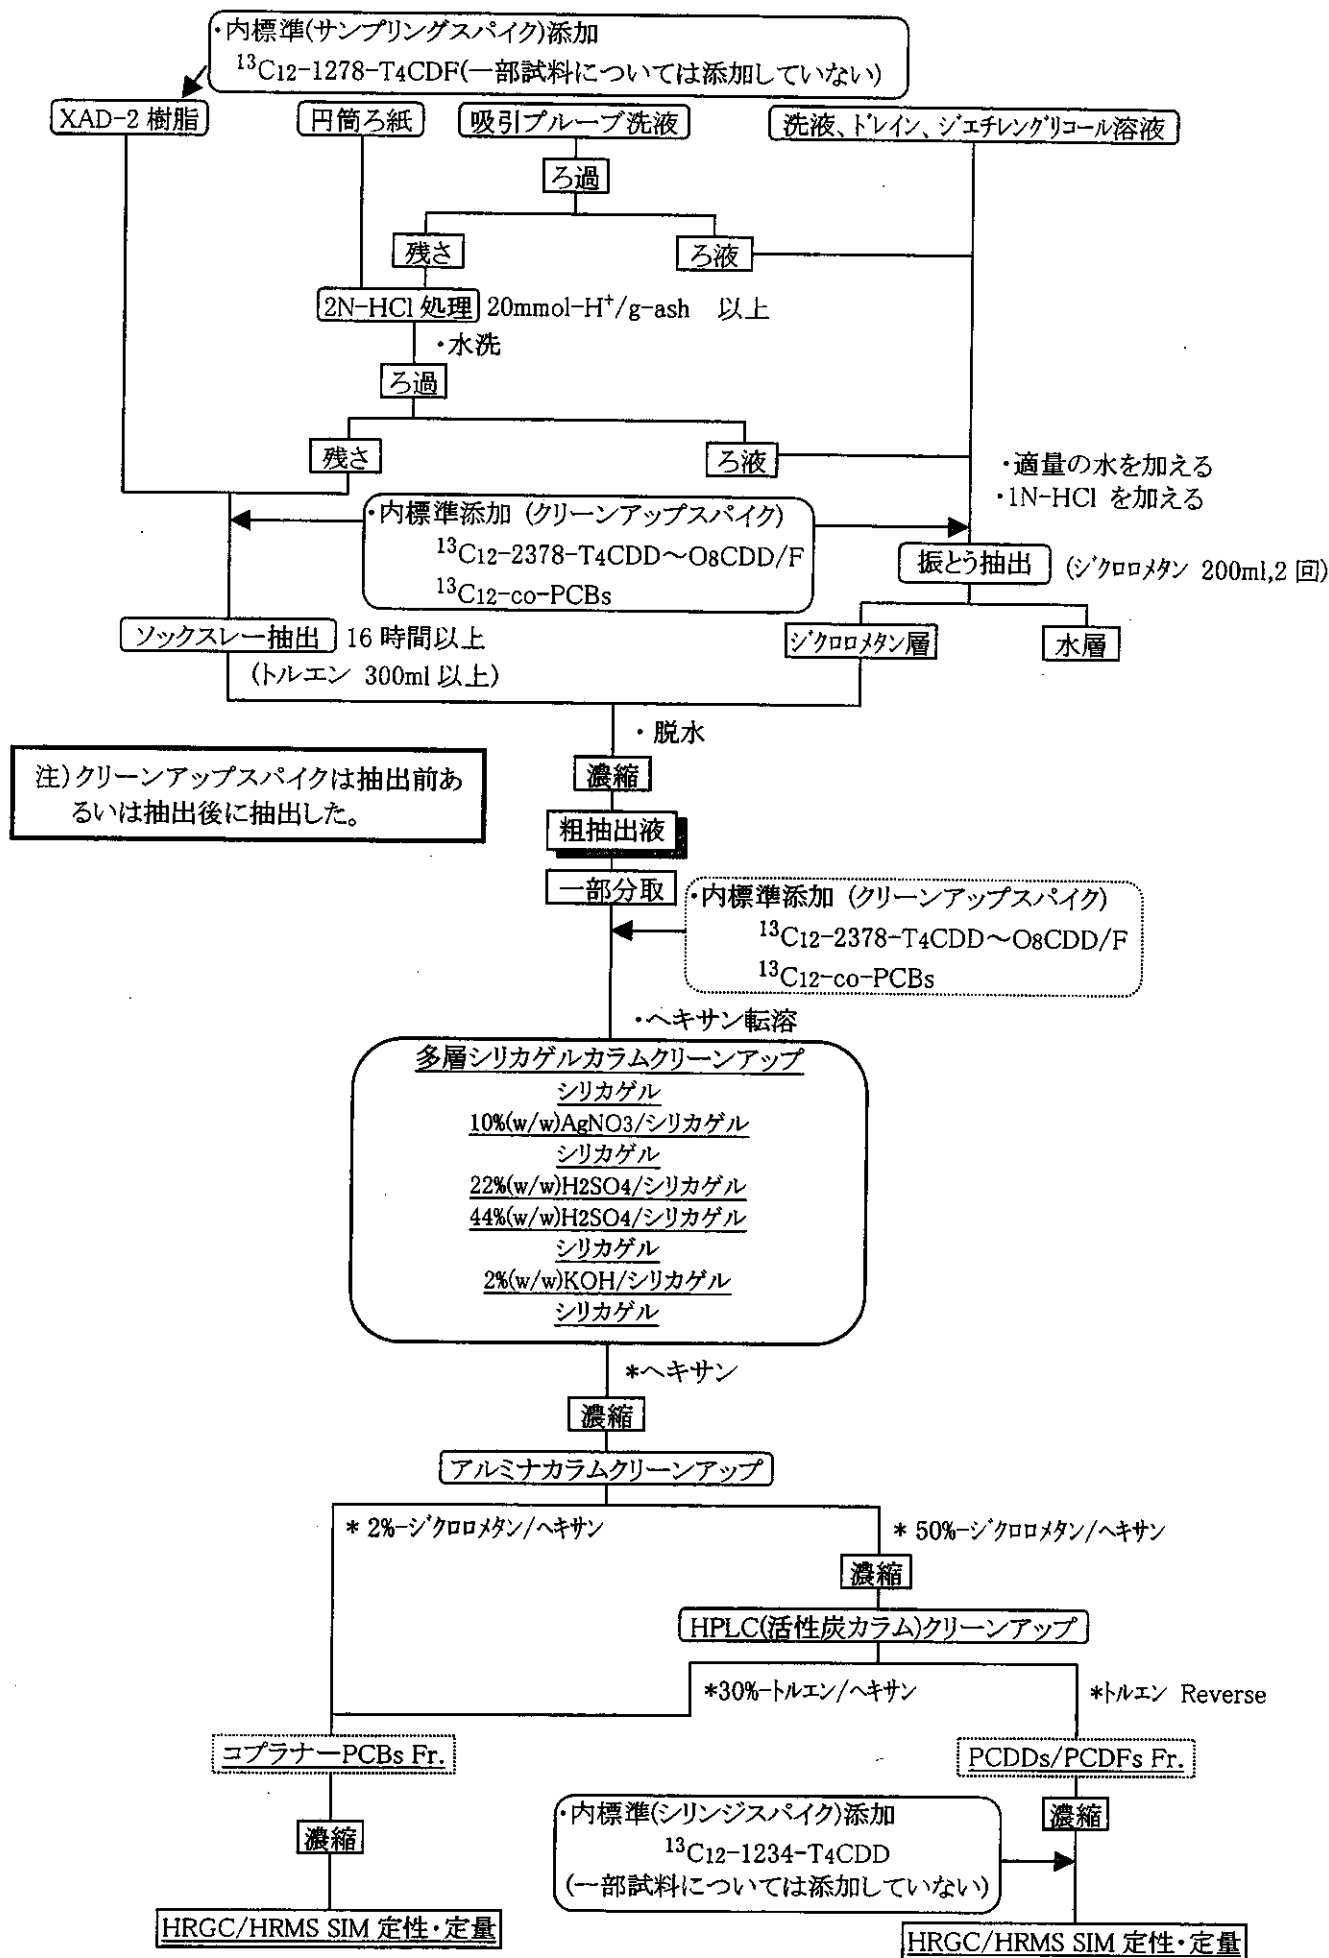 ・内標準(サンプリングスパイク)添加
¹³C12-1278-T4CDF(一部試料については添加していない)
XAD-2 樹脂
円筒ろ紙
吸引プルーブ洗液
洗液、ドレイン、ジエチレングリコール溶液
ろ過
残さ
ろ液
2N-HCl 処理 20mmol-H⁺/g-ash 以上
・水洗
ろ過
残さ
ろ液
・適量の水を加える
・1N-HCl を加える
・内標準添加 (クリーンアップスパイク)
¹³C12-2378-T4CDD～O8CDD/F
¹³C12-co-PCBs
振とう抽出 (ジクロロメタン 200ml,2 回)
ソックスレー抽出 16 時間以上
(トルエン 300ml 以上)
ジクロロメタン層
水層
・脱水
濃縮
注)クリーンアップスパイクは抽出前あ
るいは抽出後に抽出した。
粗抽出液
一部分取
・内標準添加 (クリーンアップスパイク)
¹³C12-2378-T4CDD～O8CDD/F
¹³C12-co-PCBs
・ヘキサン転溶
多層シリカゲルカラムクリーンアップ
シリカゲル
10%(w/w)AgNO3/シリカゲル
シリカゲル
22%(w/w)H2SO4/シリカゲル
44%(w/w)H2SO4/シリカゲル
シリカゲル
2%(w/w)KOH/シリカゲル
シリカゲル
*ヘキサン
濃縮
アルミナカラムクリーンアップ
* 2%-ジクロロメタン/ヘキサン
* 50%-ジクロロメタン/ヘキサン
濃縮
HPLC(活性炭カラム)クリーンアップ
*30%-トルエン/ヘキサン
*トルエン Reverse
コプラナーPCBs Fr.
PCDDs/PCDFs Fr.
濃縮
・内標準(シリンジスパイク)添加
¹³C12-1234-T4CDD
(一部試料については添加していない)
濃縮
HRGC/HRMS SIM 定性・定量
HRGC/HRMS SIM 定性・定量